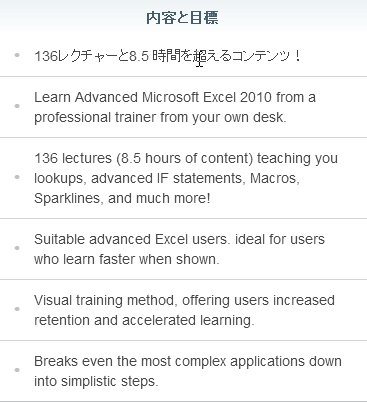 内容と目標
136レクチャーと8.5 時間を超えるコンテンツ！
Learn Advanced Microsoft Excel 2010 from a
professional trainer from your own desk.
136 lectures (8.5 hours of content) teaching you
lookups, advanced IF statements, Macros,
Sparklines, and much more!
Suitable advanced Excel users. ideal for users
who learn faster when shown.
Visual training method, offering users increased
retention and accelerated learning.
Breaks even the most complex applications down
into simplistic steps.